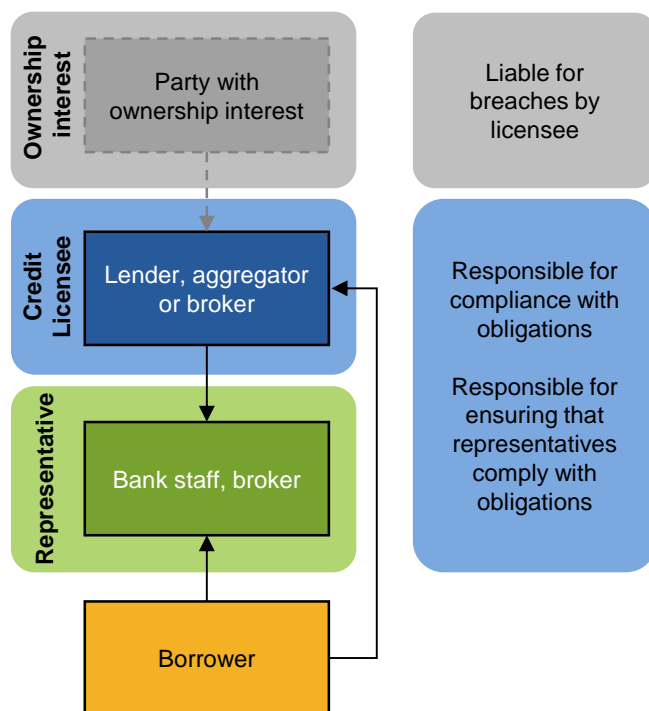 Ownership
interest
Party with
ownership interest
Liable for
breaches by
licensee
Credit
Licensee
Lender, aggregator
or broker
Responsible for
compliance with
obligations
Responsible for
ensuring that
representatives
comply with
obligations
Representative
Bank staff, broker
Borrower